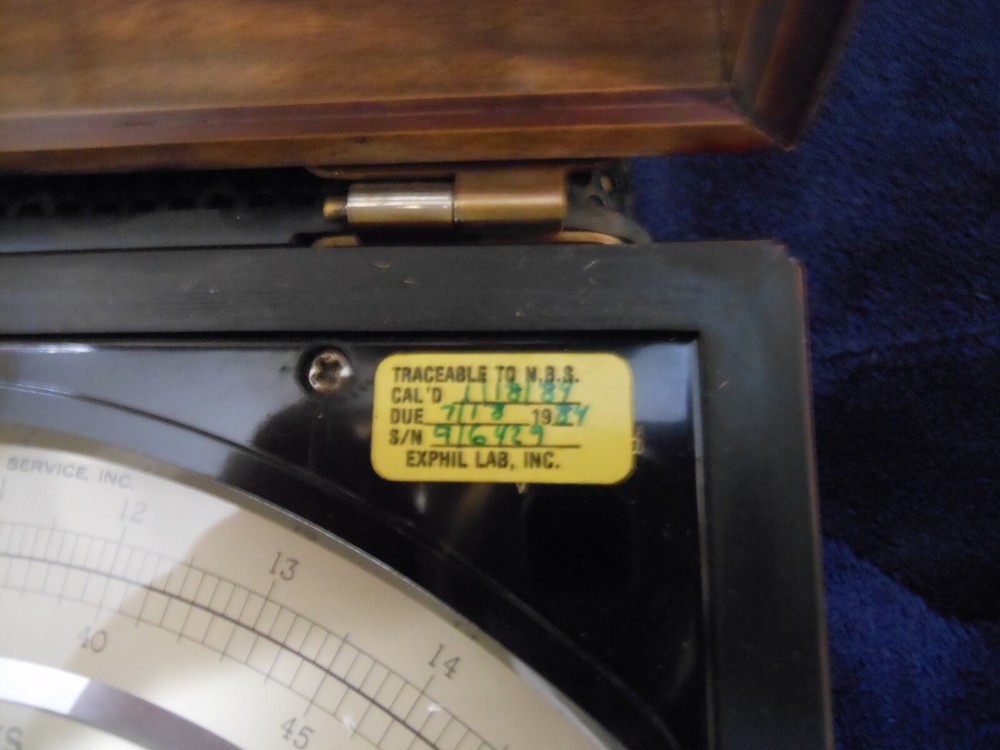 TRACEABLE TO N.B.S.
CAL'D 1/18/84
DUE 7/18 1984
S/N 916429
EXPHIL LAB, INC.
SERVICE, INC.
12
13
14
40
45